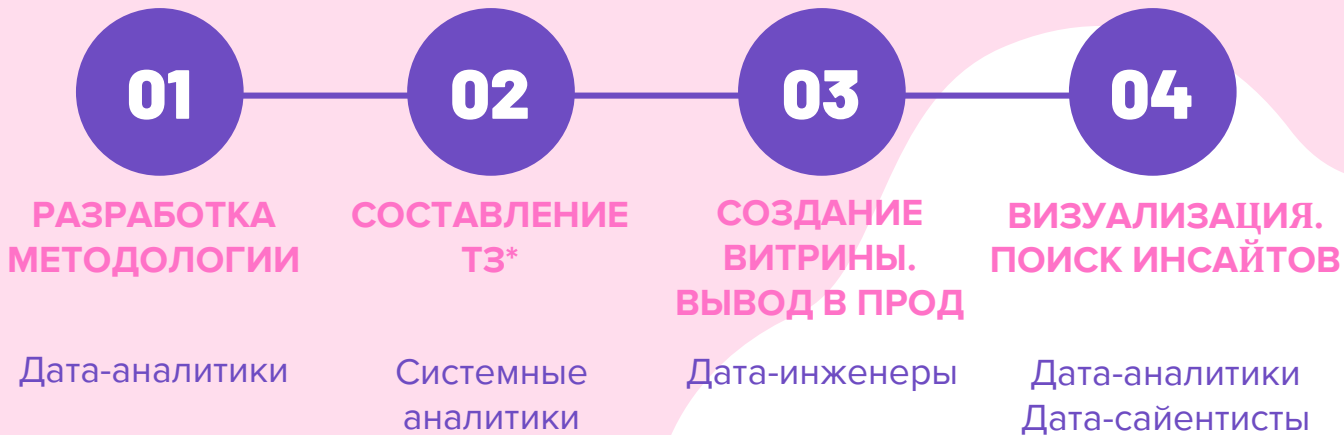 01
02
03
04
РАЗРАБОТКА
МЕТОДОЛОГИИ
СОСТАВЛЕНИЕ
ТЗ*
СОЗДАНИЕ
ВИТРИНЫ.
ВЫВОД В ПРОД
ВИЗУАЛИЗАЦИЯ.
ПОИСК ИНСАЙТОВ
Дата-аналитики
Системные
аналитики
Дата-инженеры
Дата-аналитики
Дата-сайентисты